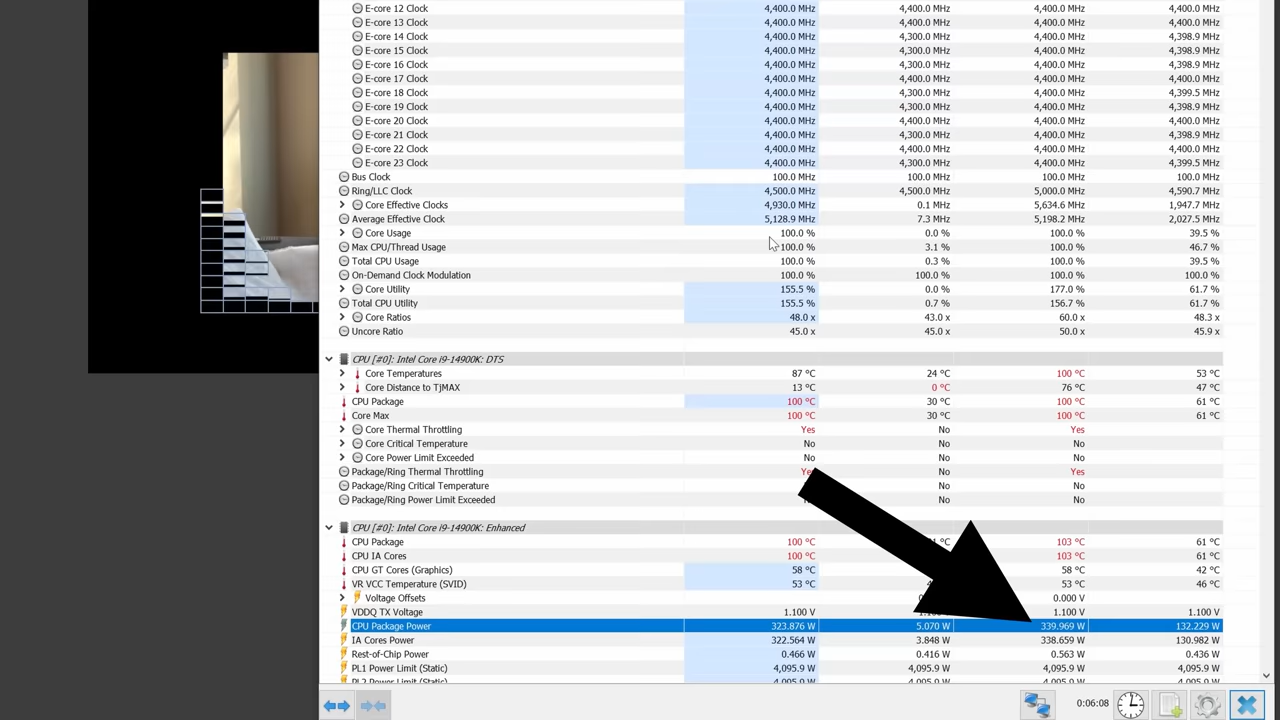 E-core 12 Clock 4,400.0 MHz 4,400.0 MHz 4,400.0 MHz 4,400.0 MHz
E-core 13 Clock 4,400.0 MHz 4,400.0 MHz 4,400.0 MHz 4,400.0 MHz
E-core 14 Clock 4,400.0 MHz 4,300.0 MHz 4,400.0 MHz 4,398.9 MHz
E-core 15 Clock 4,400.0 MHz 4,300.0 MHz 4,400.0 MHz 4,398.9 MHz
E-core 16 Clock 4,400.0 MHz 4,300.0 MHz 4,400.0 MHz 4,399.5 MHz
E-core 17 Clock 4,400.0 MHz 4,400.0 MHz 4,400.0 MHz 4,400.0 MHz
E-core 18 Clock 4,400.0 MHz 4,300.0 MHz 4,400.0 MHz 4,399.5 MHz
E-core 19 Clock 4,400.0 MHz 4,300.0 MHz 4,400.0 MHz 4,398.9 MHz
E-core 20 Clock 4,400.0 MHz 4,400.0 MHz 4,400.0 MHz 4,400.0 MHz
E-core 21 Clock 4,400.0 MHz 4,300.0 MHz 4,400.0 MHz 4,398.9 MHz
E-core 22 Clock 4,400.0 MHz 4,400.0 MHz 4,400.0 MHz 4,400.0 MHz
E-core 23 Clock 4,400.0 MHz 4,300.0 MHz 4,400.0 MHz 4,399.5 MHz
Bus Clock 100.0 MHz 100.0 MHz 100.0 MHz 100.0 MHz
Ring/LLC Clock 4,500.0 MHz 4,500.0 MHz 5,000.0 MHz 4,590.7 MHz
Core Effective Clocks 4,930.0 MHz 0.1 MHz 5,634.6 MHz 1,947.7 MHz
Average Effective Clock 5,128.9 MHz 7.3 MHz 5,198.2 MHz 2,027.5 MHz
Core Usage 100.0 % 0.0 % 100.0 % 39.5 %
Max CPU/Thread Usage 100.0 % 3.1 % 100.0 % 46.7 %
Total CPU Usage 100.0 % 0.3 % 100.0 % 39.5 %
On-Demand Clock Modulation 100.0 % 100.0 % 100.0 % 100.0 %
Core Utility 155.5 % 0.0 % 177.0 % 61.7 %
Total CPU Utility 155.5 % 0.7 % 156.7 % 61.7 %
Core Ratios 48.0 x 43.0 x 60.0 x 48.3 x
Uncore Ratio 45.0 x 45.0 x 50.0 x 45.9 x
CPU [#0]: Intel Core i9-14900K: DTS
Core Temperatures 87 °C 24 °C 100 °C 53 °C
Core Distance to TjMAX 13 °C 0 °C 76 °C 47 °C
CPU Package 100 °C 30 °C 100 °C 61 °C
Core Max 100 °C 30 °C 100 °C 61 °C
Core Thermal Throttling Yes No Yes
Core Critical Temperature No No No
Core Power Limit Exceeded No No No
Package/Ring Thermal Throttling Yes No Yes
Package/Ring Critical Temperature No No
Package/Ring Power Limit Exceeded No No
CPU [#0]: Intel Core i9-14900K: Enhanced
CPU Package 100 °C 103 °C 61 °C
CPU IA Cores 100 °C 103 °C 61 °C
CPU GT Cores (Graphics) 58 °C 58 °C 42 °C
VR VCC Temperature (SVID) 53 °C 53 °C 46 °C
Voltage Offsets 0.000 V
VDDQ TX Voltage 1.100 V 1.100 V 1.100 V
CPU Package Power 323.876 W 5.070 W 339.969 W 132.229 W
IA Cores Power 322.564 W 3.848 W 338.659 W 130.982 W
Rest-of-Chip Power 0.466 W 0.416 W 0.563 W 0.436 W
PL1 Power Limit (Static) 4,095.9 W 4,095.9 W 4,095.9 W 4,095.9 W
PL2 Power Limit (Static) 4,095.9 W 4,095.9 W 4,095.9 W 4,095.9 W
0:06:08